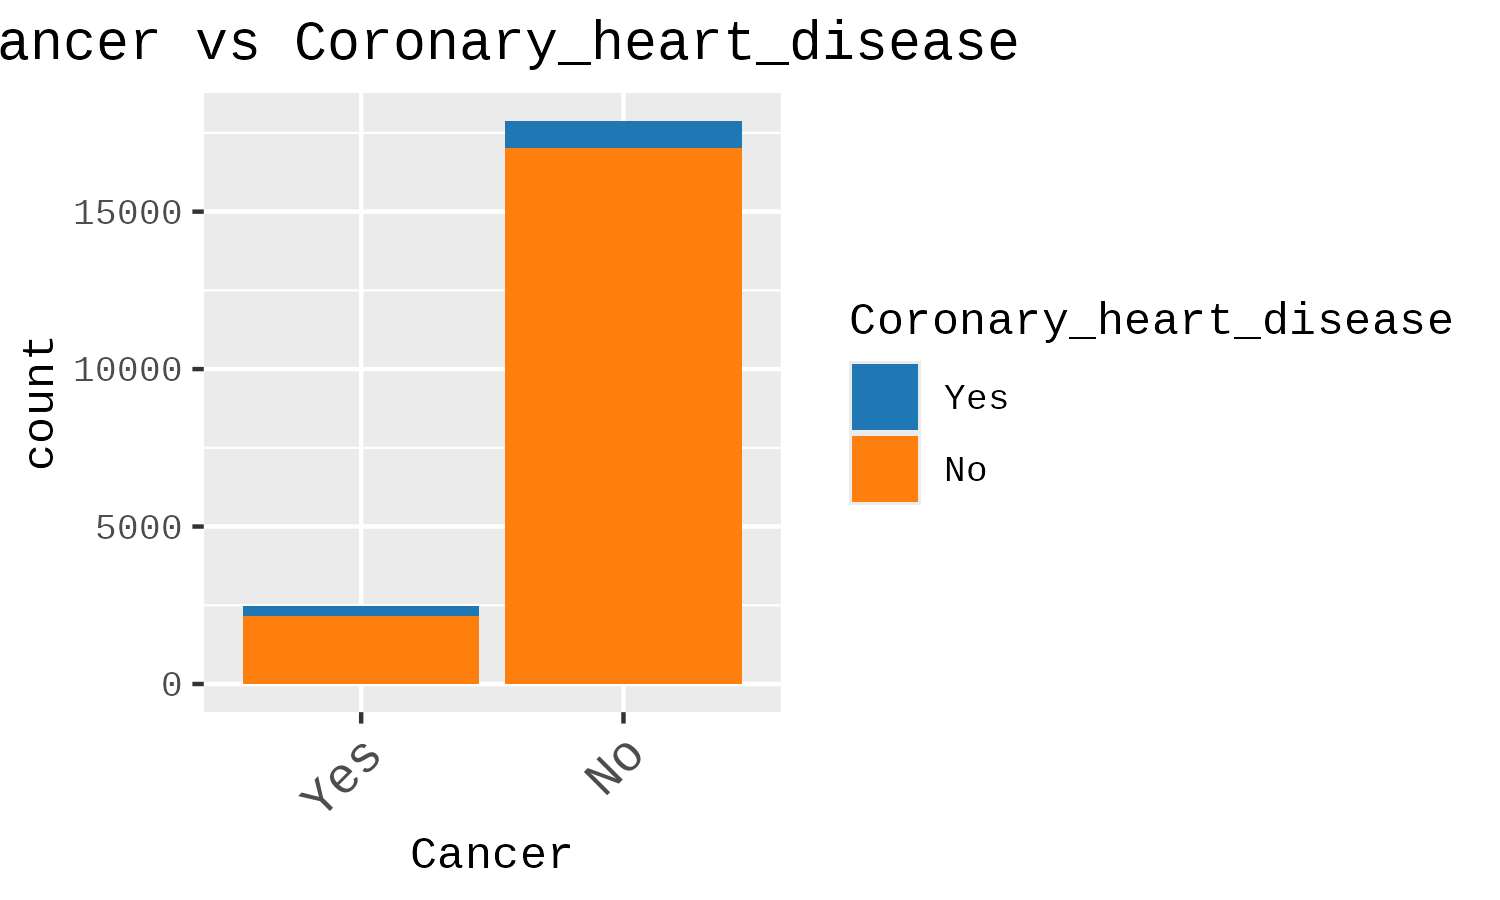 ancer vs Coronary_heart_disease
count
15000
10000
5000
0
Yes
No
Cancer
Coronary_heart_disease
Yes
No